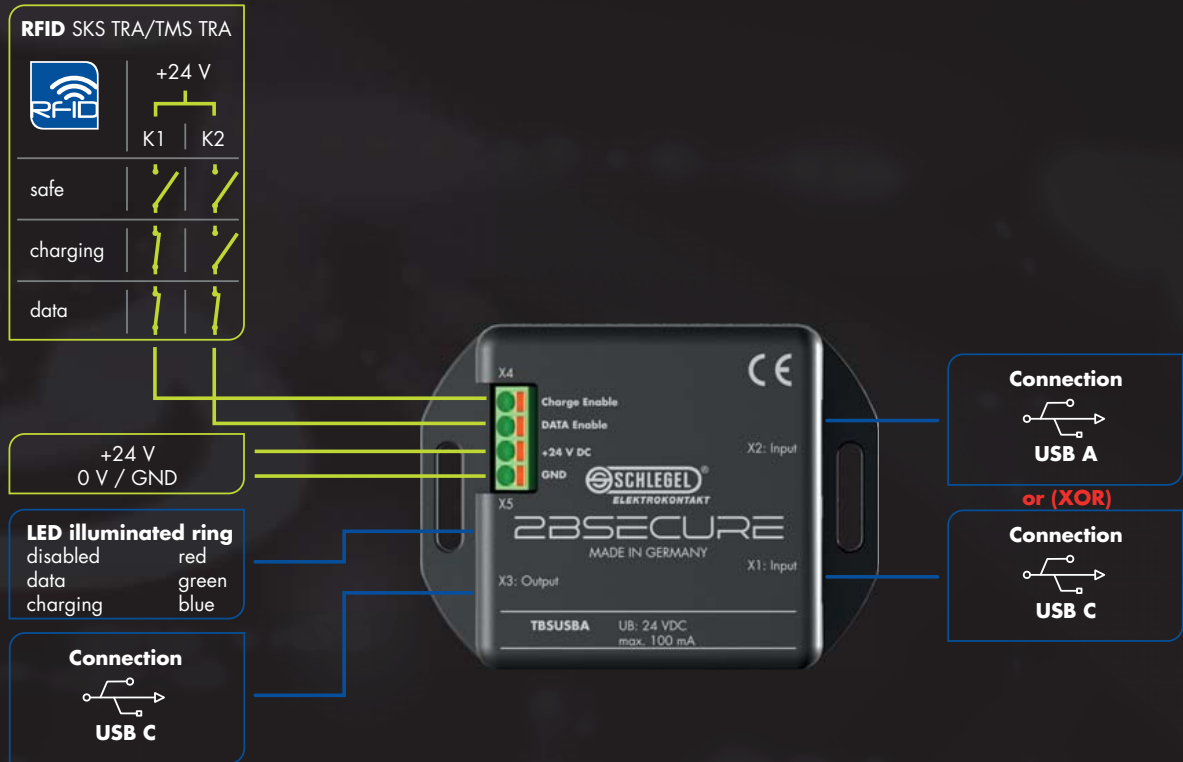 RFID SKS TRA/TMS TRA
RFID
+24 V
K1 K2
safe
charging
data
+24 V
0 V / GND
LED illuminated ring
disabled red
data green
charging blue
Connection
USB C
X4
Charge Enable
DATA Enable
+24 V DC
GND
X5
CE
X2: Input
SCHLEGEL®
ELEKTROKONTAKT
2BSECURE
MADE IN GERMANY
X1: Input
X3: Output
TBSUSBA UB: 24 VDC
max. 100 mA
Connection
USB A
or (XOR)
Connection
USB C